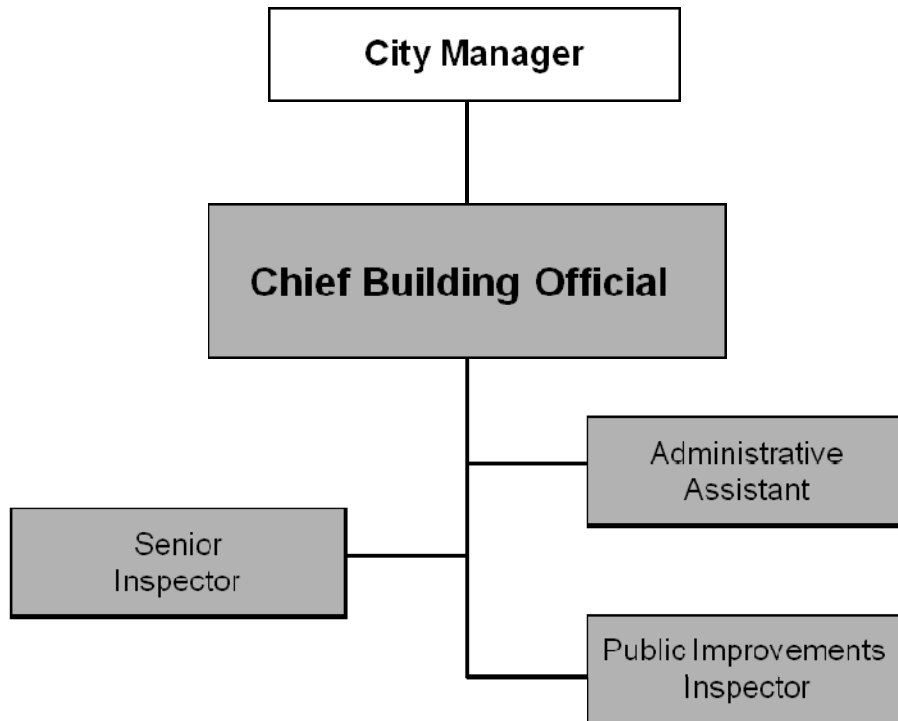 City Manager
Chief Building Official
Administrative
Assistant
Senior
Inspector
Public Improvements
Inspector